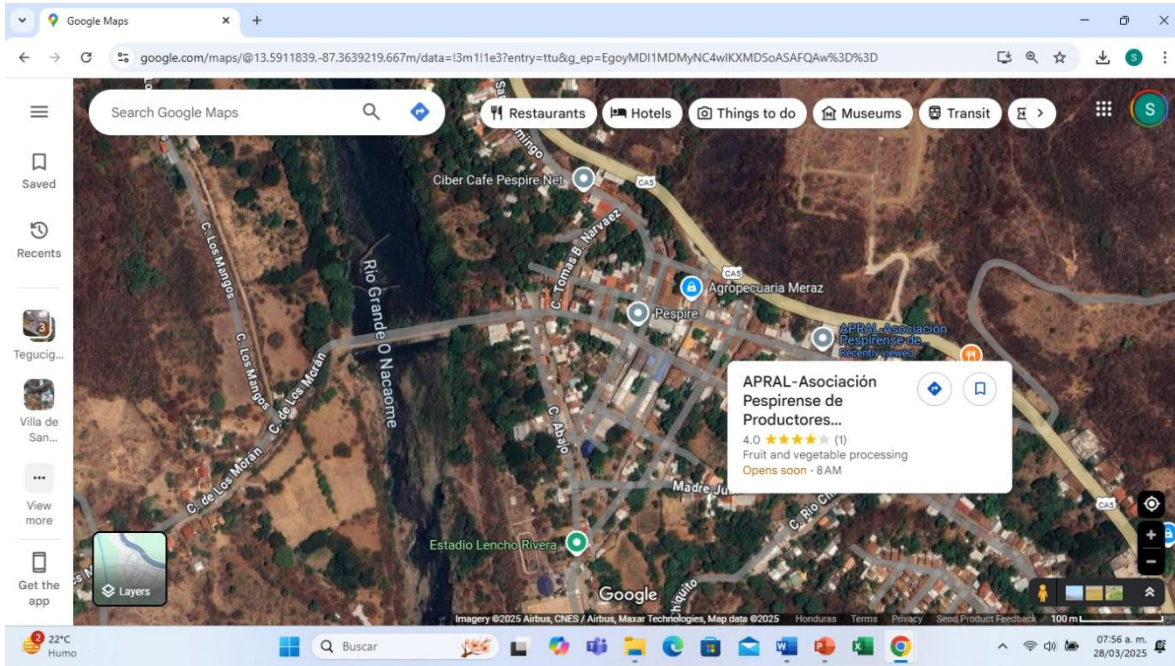 Google Maps
google.com/maps/@13.5911839,-87.3639219,667m/data=!3m1!1e3?entry=ttu&g_ep=EgoyMDI1MDMyNC4wIKXMDSoASAFQAw%3D%3D
S
Search Google Maps
Restaurants
Hotels
Things to do
Museums
Transit
S
Saved
Recents
3
Tegucig...
Villa de
San...
View
more
Get the
app
Layers
Ciber Cafe Pespire Net
CA5
C. Los Mangos
C. Tomas B. Narvaez
CA5
Agropecuaria Meraz
Rio Grande O Nacaome
Pespire
APRAL-Asociación
Pespirense de...
Recently viewed
C. Los Mangos
C. de Los Morán
APRAL-Asociación
Pespirense de
Productores...
4.0 ★★★★★ (1)
Fruit and vegetable processing
Opens soon · 8 AM
C. Abajo
C. de Los Morán
Madre
CA5
Estadio Lencho Rivera
Google
Imagery ©2025 Airbus, CNES / Airbus, Maxar Technologies, Map data ©2025
Honduras
Terms
Privacy
Send Product Feedback
100 m
2
22°C
Humo
Buscar
07:56 a. m.
28/03/2025